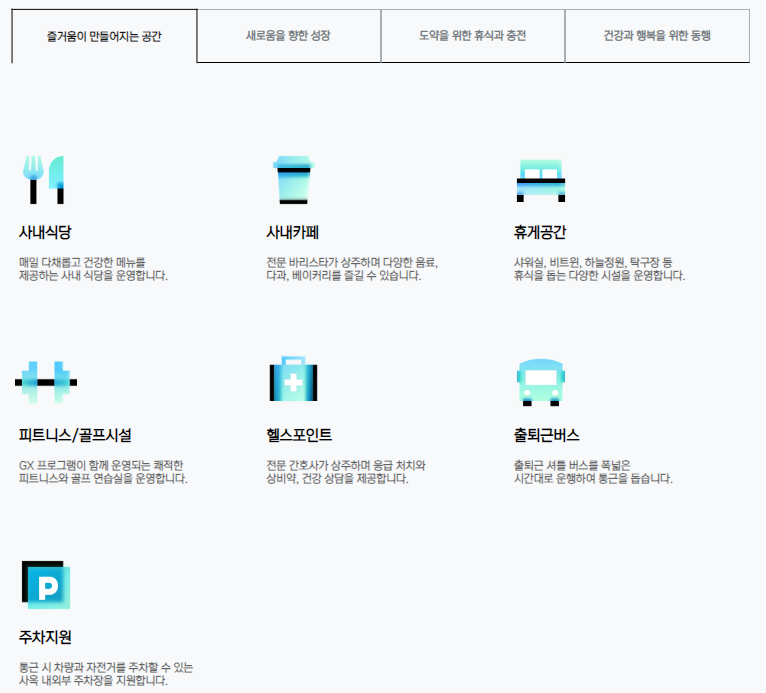 즐거움이 만들어지는 공간
새로움을 향한 성장
도약을 위한 휴식과 충전
건강과 행복을 위한 동행
사내식당
매일 다채롭고 건강한 메뉴를
제공하는 사내 식당을 운영합니다.
사내카페
전문 바리스타가 상주하며 다양한 음료,
다과, 베이커리를 즐길 수 있습니다.
휴게공간
샤워실, 비트윈, 하늘정원, 탁구장 등
휴식을 돕는 다양한 시설을 운영합니다.
피트니스/골프시설
GX 프로그램이 함께 운영되는 쾌적한
피트니스와 골프 연습실을 운영합니다.
헬스포인트
전문 간호사가 상주하며 응급 처치와
상비약, 건강 상담을 제공합니다.
출퇴근버스
출퇴근 셔틀 버스를 폭넓은
시간대로 운행하여 통근을 돕습니다.
P
주차지원
통근 시 차량과 자전거를 주차할 수 있는
사옥 내외부 주차장을 지원합니다.